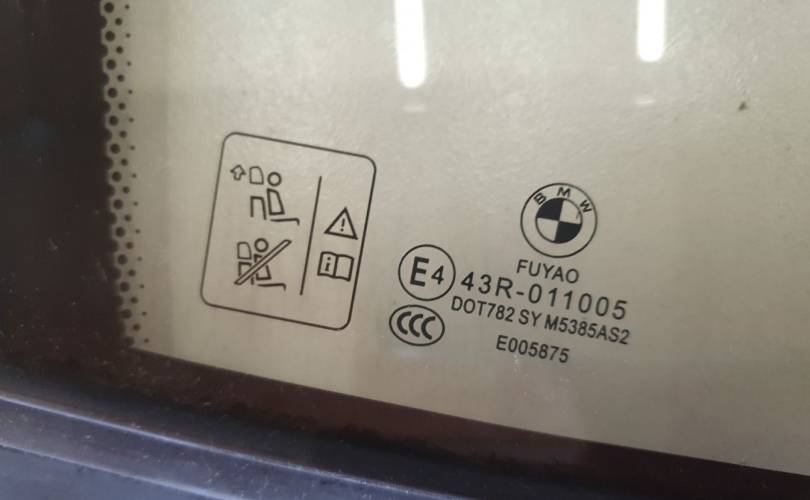 BMW
FUYAO
E4 43R-011005
DOT782 SY M5385AS2
CCC
E005875